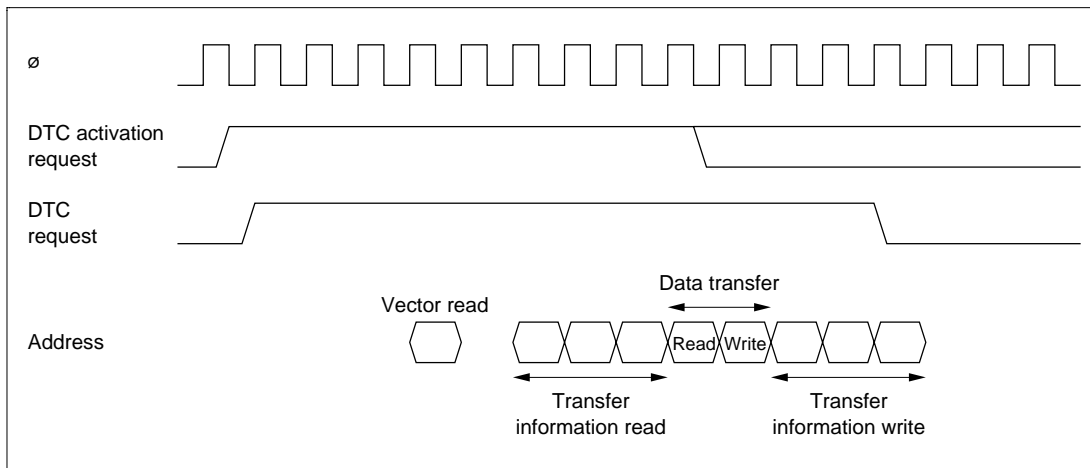 ø
DTC activation
request
DTC
request
Data transfer
Vector read
Address
Read
Write
Transfer
information read
Transfer
information write